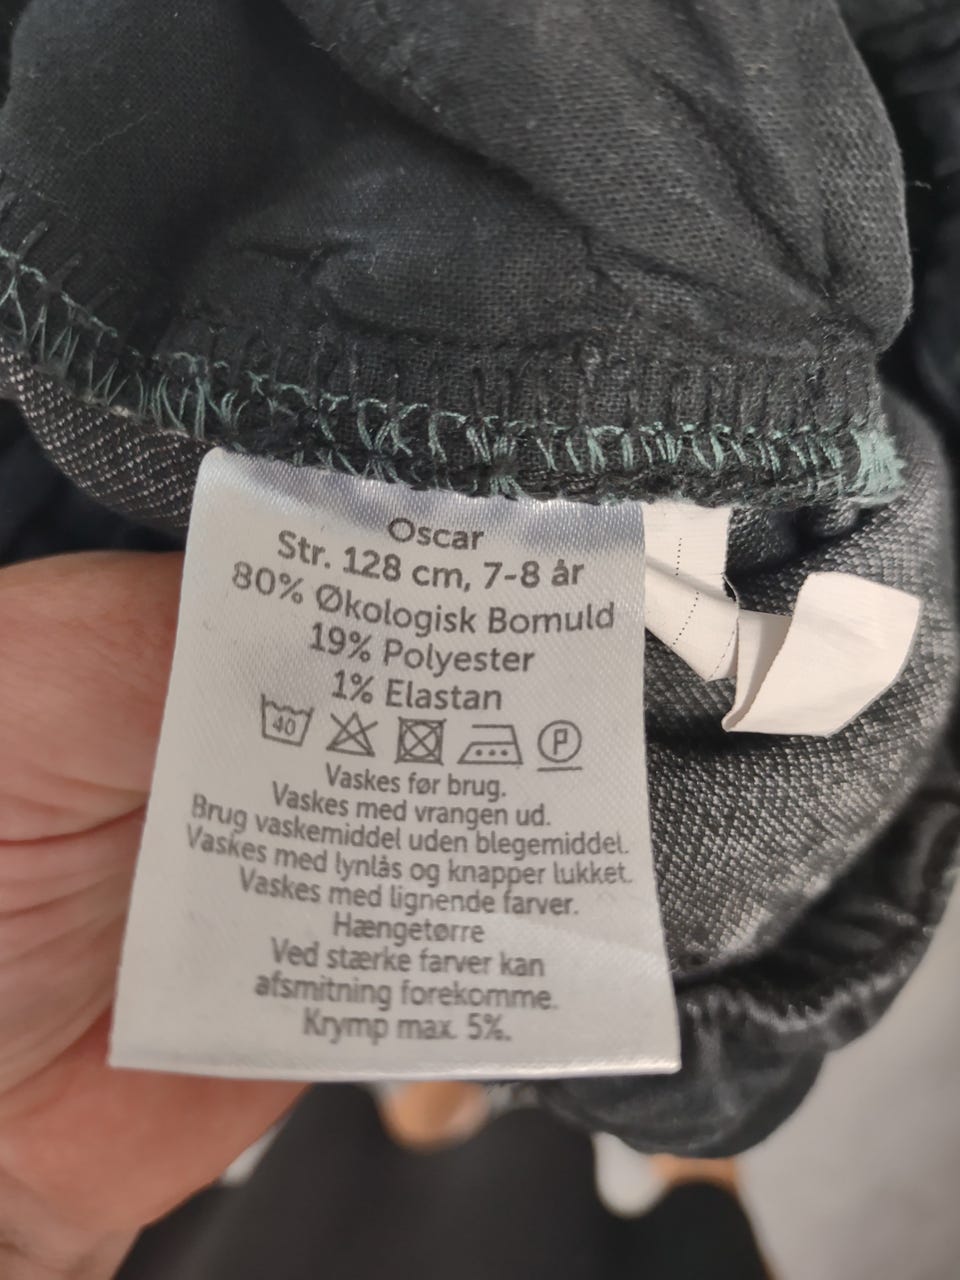 Oscar
Str. 128 cm, 7-8 år
80% Økologisk Bomuld
19% Polyester
1% Elastan
40 P
Vaskes før brug.
Vaskes med vrangen ud.
Brug vaskemiddel uden blegemiddel.
Vaskes med lynlås og knapper lukket.
Vaskes med lignende farver.
Hængetørre
Ved stærke farver kan
afsmitning forekomme.
Krymp max. 5%.